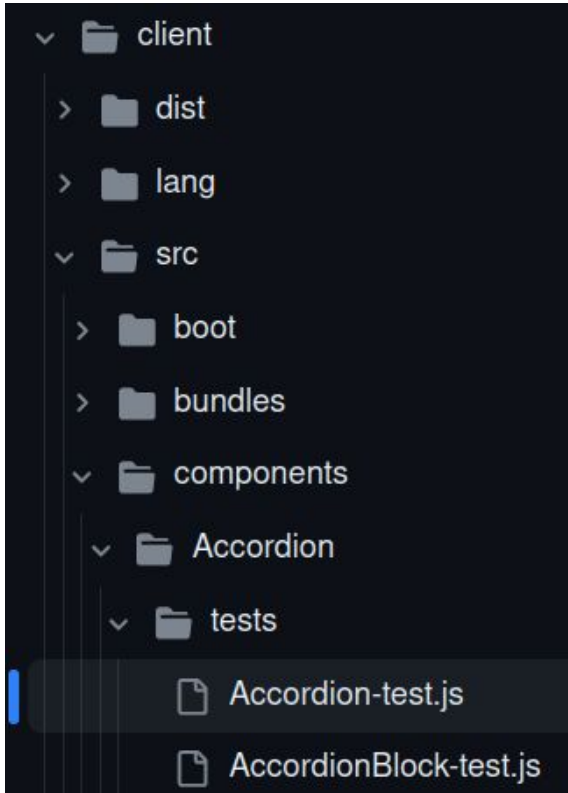 client
dist
lang
src
boot
bundles
components
Accordion
tests
Accordion-test.js
AccordionBlock-test.js